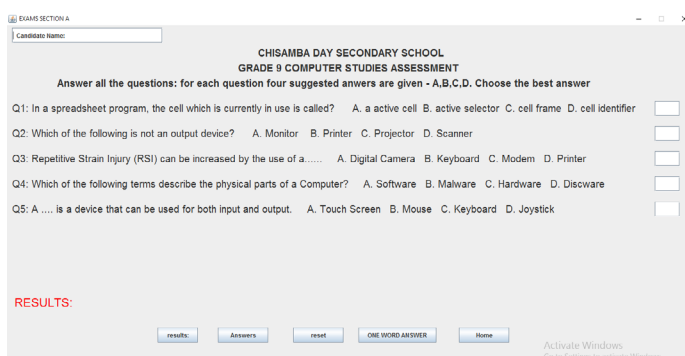 EXAMS SECTION A
Candidate Name:
CHISAMBA DAY SECONDARY SCHOOL
GRADE 9 COMPUTER STUDIES ASSESSMENT
Answer all the questions: for each question four suggested anwers are given - A,B,C,D. Choose the best answer
Q1: In a spreadsheet program, the cell which is currently in use is called? A. a active cell B. active selector C. cell frame D. cell identifier
Q2: Which of the following is not an output device? A. Monitor B. Printer C. Projector D. Scanner
Q3: Repetitive Strain Injury (RSI) can be increased by the use of a...... A. Digital Camera B. Keyboard C. Modem D. Printer
Q4: Which of the following terms describe the physical parts of a Computer? A. Software B. Malware C. Hardware D. Discware
Q5: A .... is a device that can be used for both input and output. A. Touch Screen B. Mouse C. Keyboard D. Joystick
RESULTS:
results: Answers reset ONE WORD ANSWER Home
Activate Windows